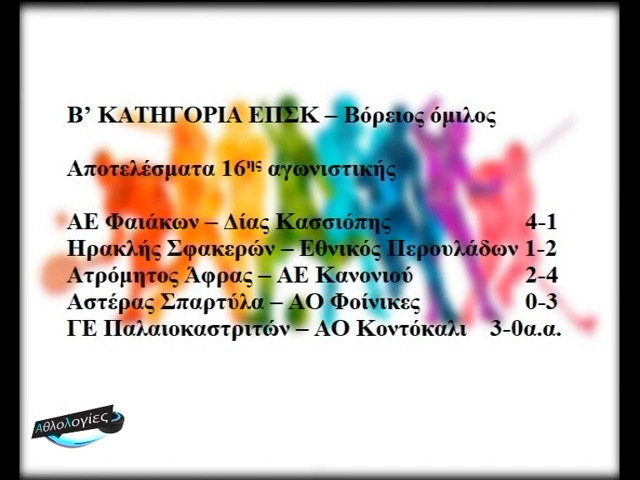 Β’ ΚΑΤΗΓΟΡΙΑ ΕΠΣΚ – Βόρειος όμιλος
Αποτελέσματα 16ης αγωνιστικής
ΑΕ Φαιάκων – Δίας Κασσιόπης 4-1
Ηρακλής Σφακερών – Εθνικός Περουλάδων 1-2
Ατρόμητος Άφρας – ΑΕ Κανονιού 2-4
Αστέρας Σπαρτύλα – ΑΟ Φοίνικες 0-3
ΓΕ Παλαιοκαστριτών – ΑΟ Κοντόκαλι 3-0α.α.
Αθλολογίες